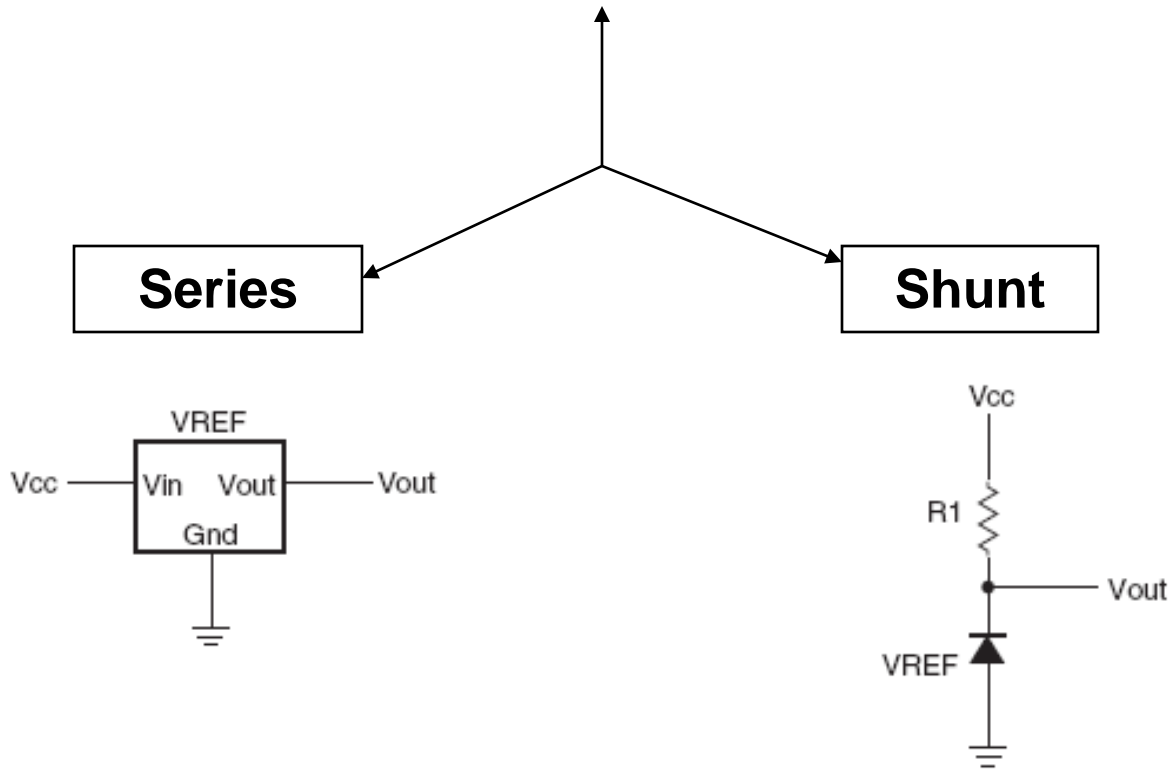 Series
Shunt
VREF
Vcc
Vin
Vout
Gnd
Vout
Vcc
R1
Vout
VREF